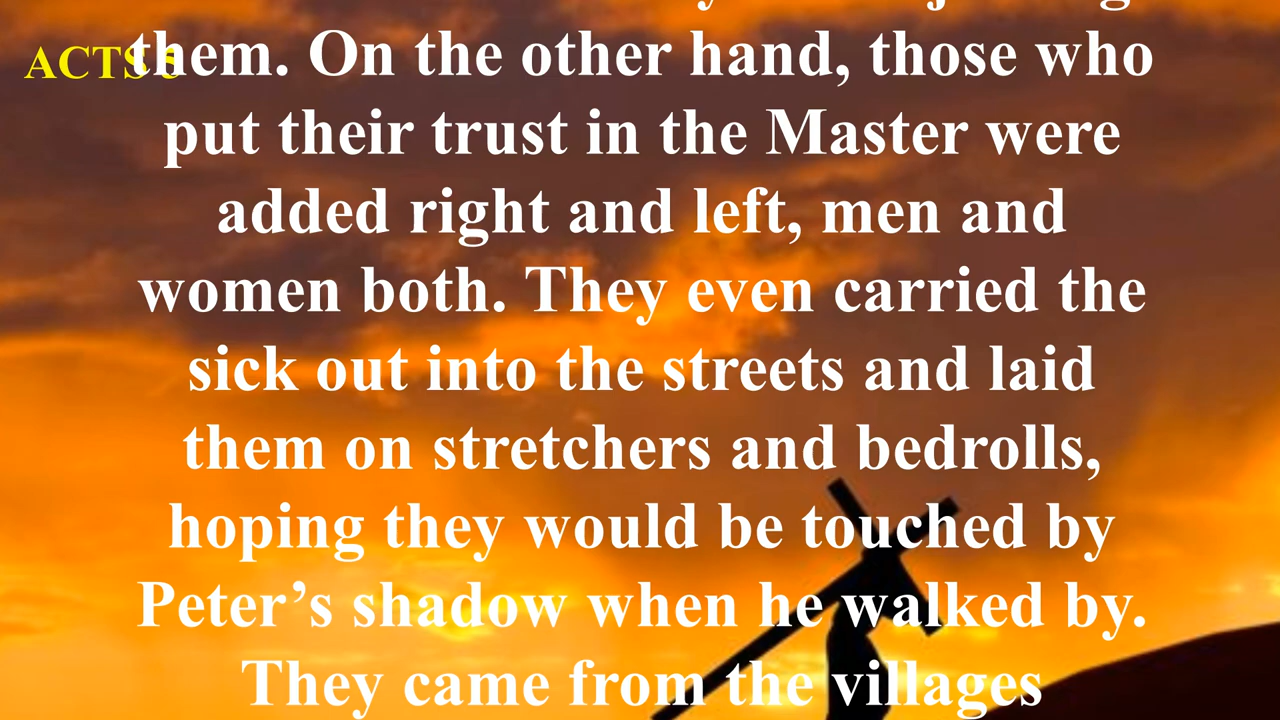 ACTS 5
them. On the other hand, those who
put their trust in the Master were
added right and left, men and
women both. They even carried the
sick out into the streets and laid
them on stretchers and bedrolls,
hoping they would be touched by
Peter’s shadow when he walked by.
They came from the villages